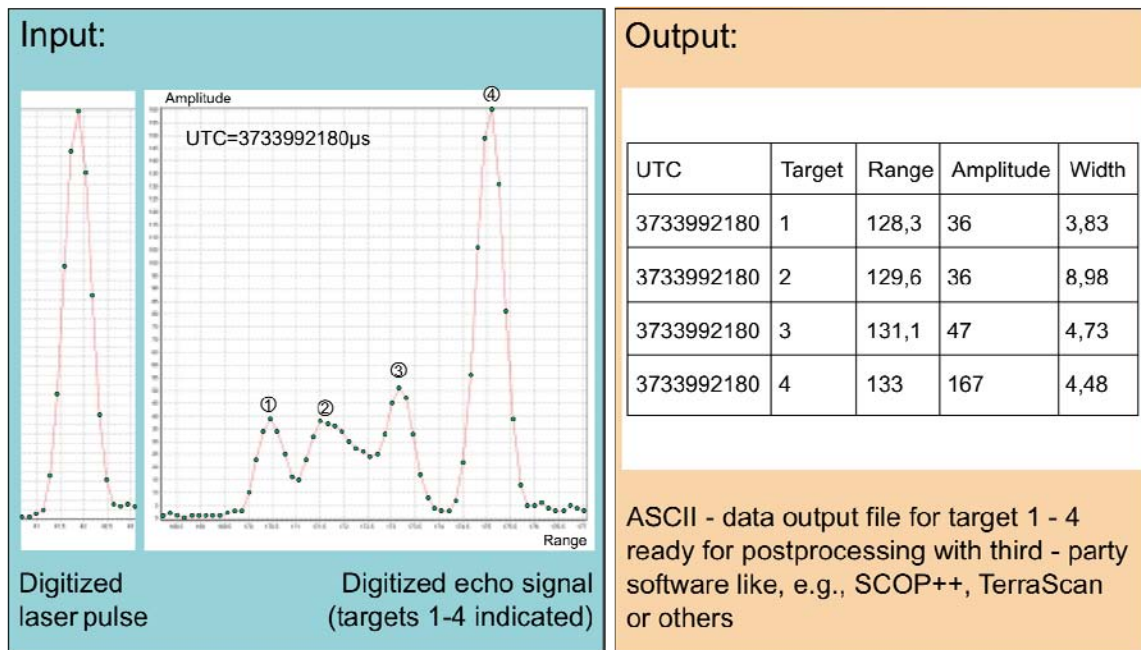 Input:
Amplitude
UTC=3733992180µs
④
③
①
②
Range
Digitized
laser pulse
Digitized echo signal
(targets 1-4 indicated)
Output:
UTC Target Range Amplitude Width
3733992180 1 128,3 36 3,83
3733992180 2 129,6 36 8,98
3733992180 3 131,1 47 4,73
3733992180 4 133 167 4,48
ASCII - data output file for target 1 - 4
ready for postprocessing with third - party
software like, e.g., SCOP++, TerraScan
or others